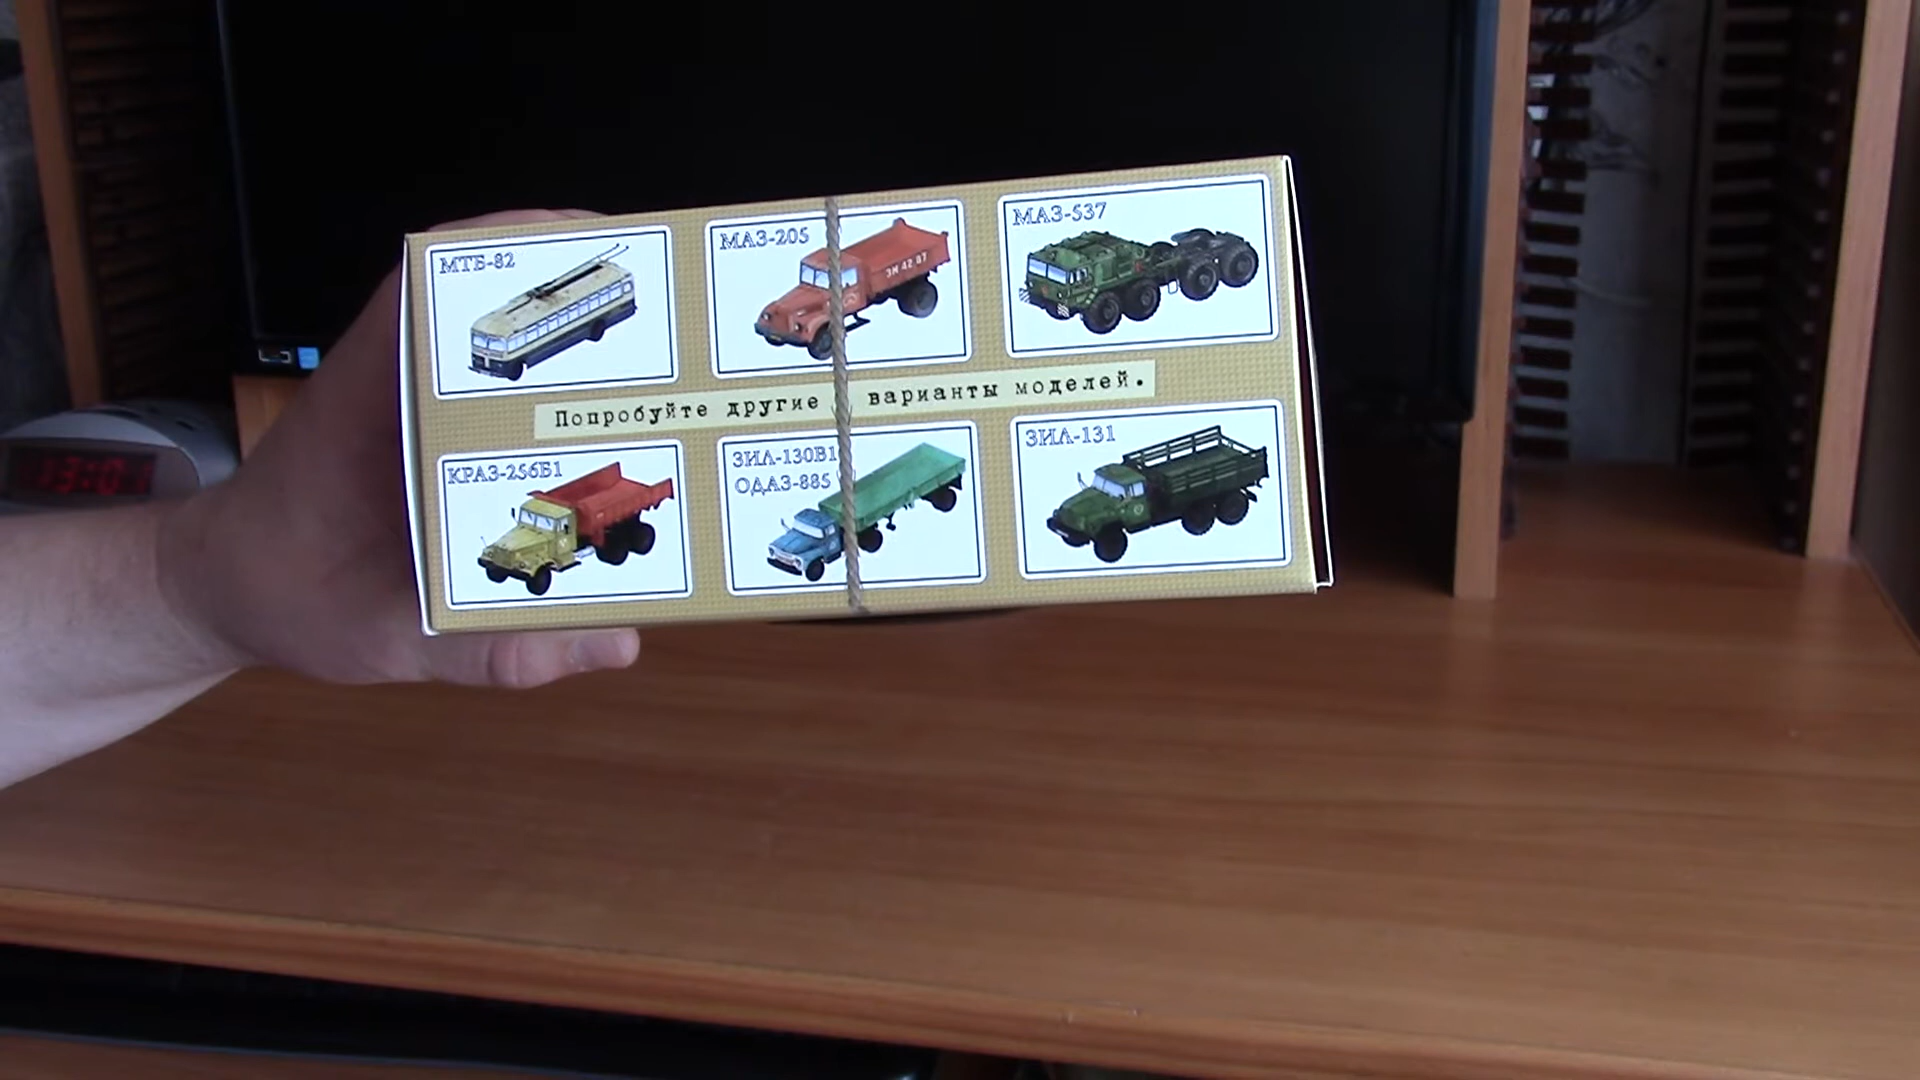 МТБ-82
МАЗ-205
ЭМ 42.87
МАЗ-537
Попробуйте другие варианты моделей.
КРАЗ-256Б1
ЗИЛ-130В1
ОДАЗ-885
ЗИЛ-131